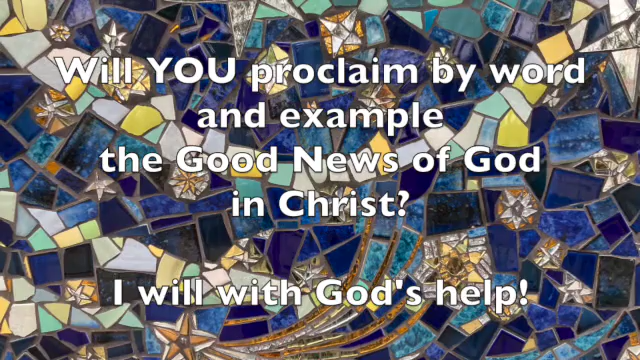 Will YOU proclaim by word
and example
the Good News of God
in Christ?
I will with God's help!